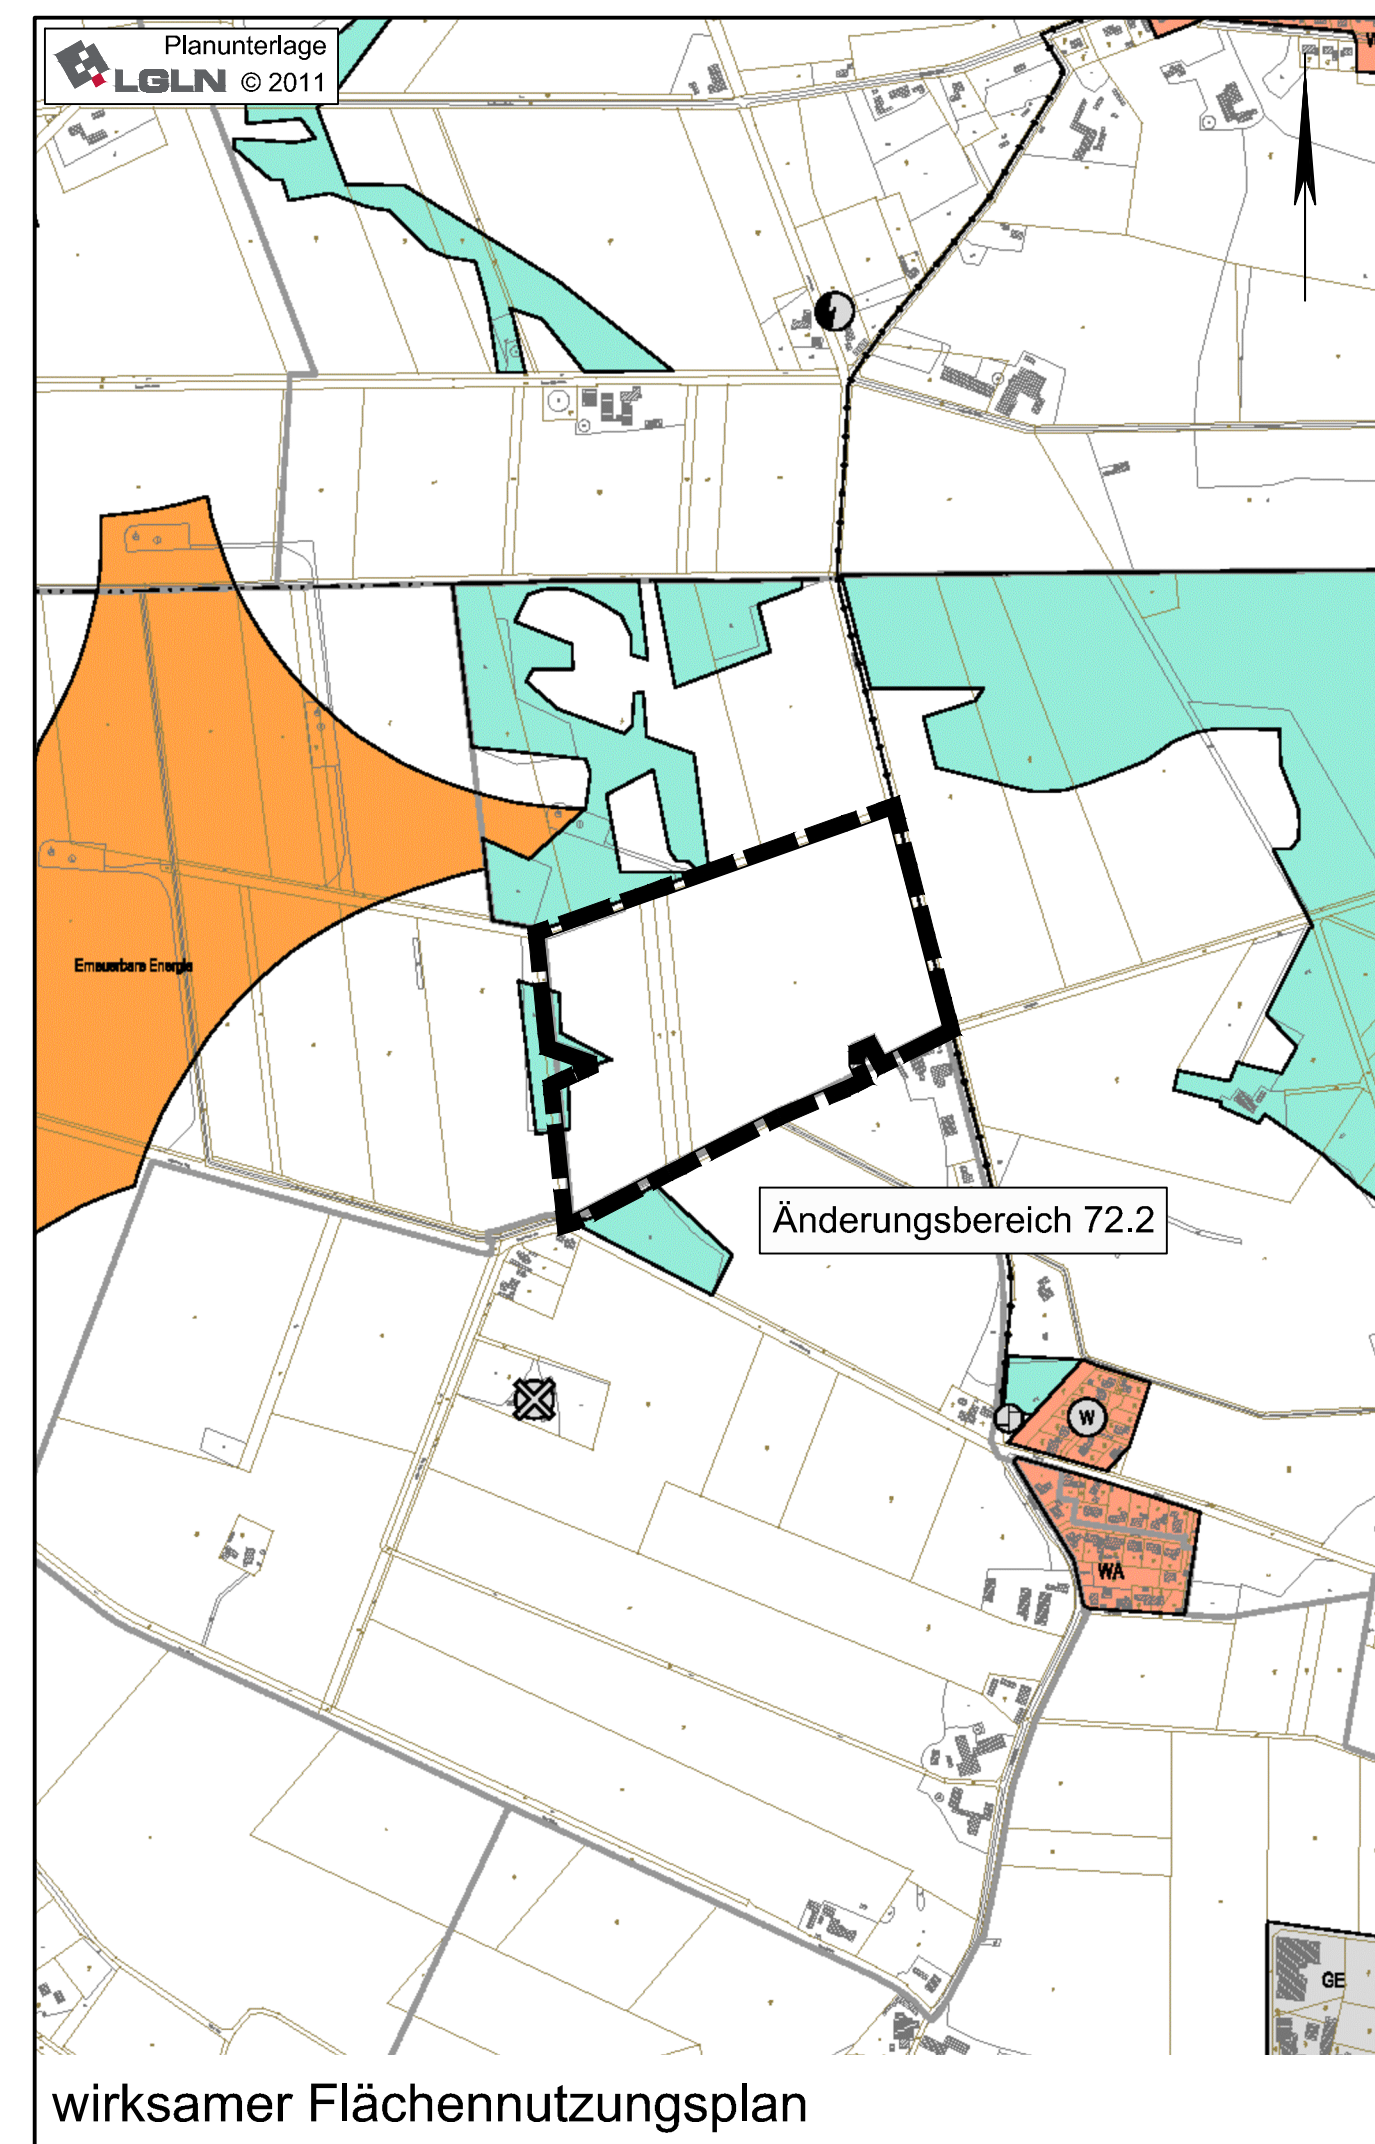 Planunterlage
LGLN © 2011
W
Erneuerbare Energie
Änderungsbereich 72.2
W
WA
GE
wirksamer Flächennutzungsplan